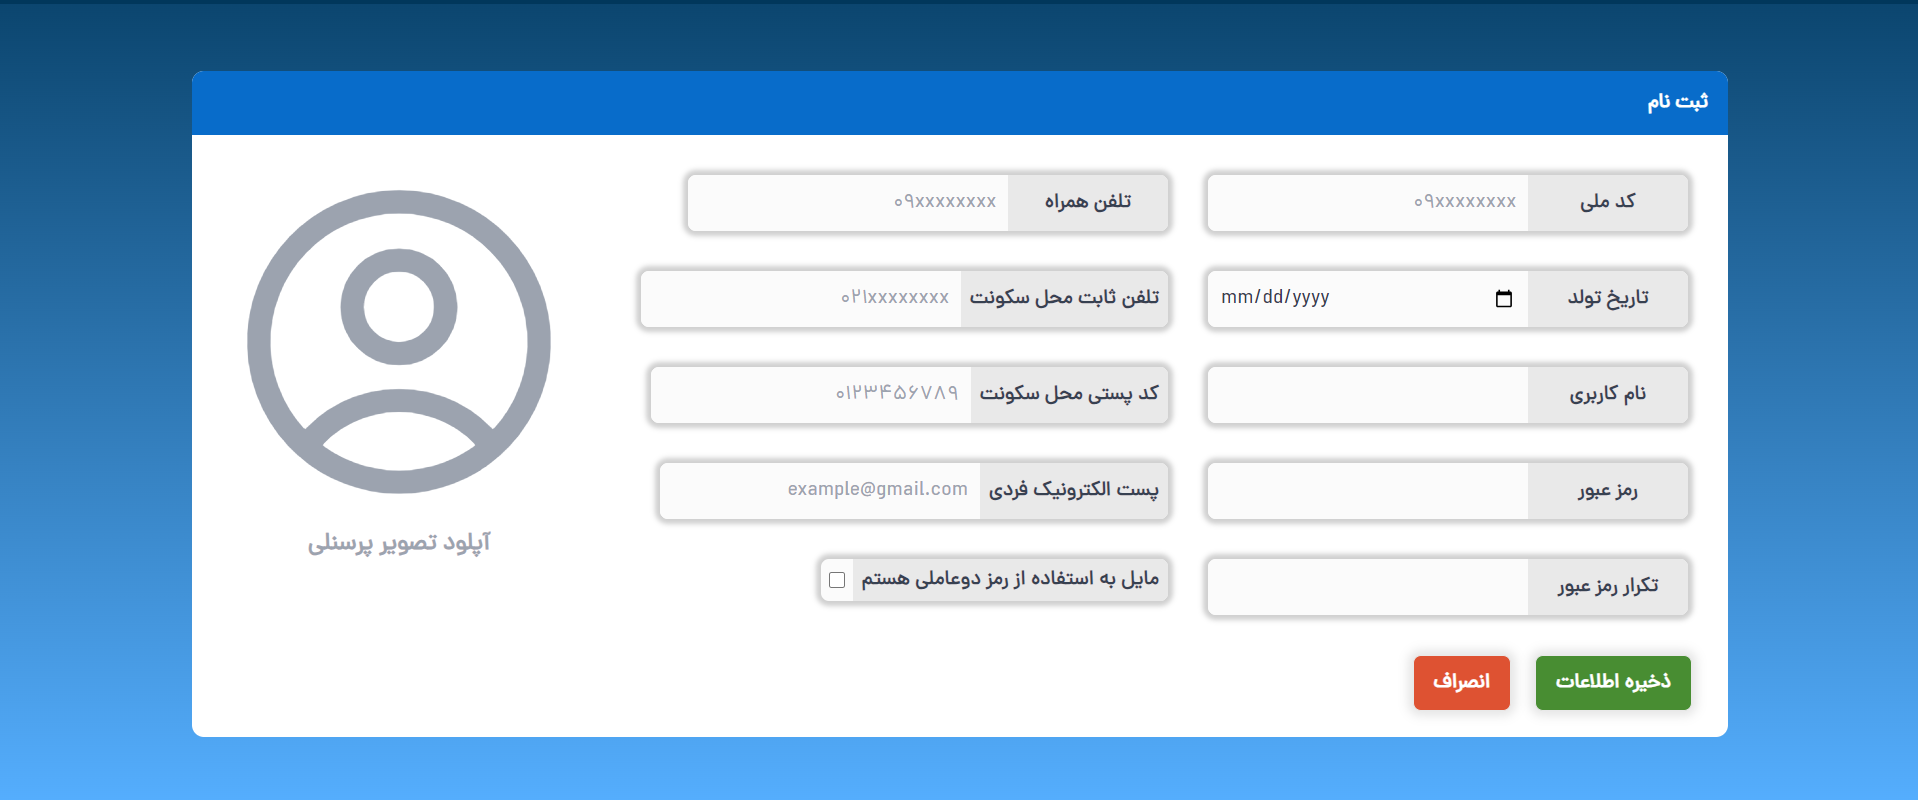 ثبت نام
کد ملی ۰۹xxxxxxxx
تلفن همراه ۰۹xxxxxxxxx
تاریخ تولد mm/dd/yyyy
تلفن ثابت محل سکونت ۰۲۱xxxxxxxx
نام کاربری
کد پستی محل سکونت ۰۱۲۳۴۵۶۷۸۹
رمز عبور
پست الکترونیک فردی example@gmail.com
تکرار رمز عبور
مایل به استفاده از رمز دوعاملی هستم
ذخیره اطلاعات
انصراف
آپلود تصویر پرسنلی